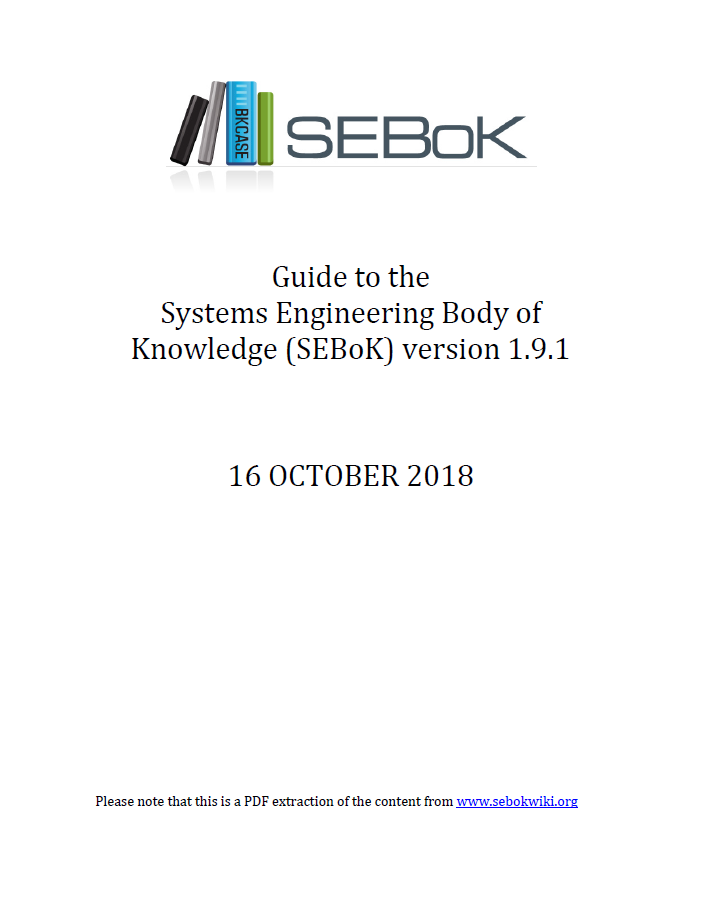 BKCASE
SEBoK
Guide to the
Systems Engineering Body of
Knowledge (SEBoK) version 1.9.1
16 OCTOBER 2018
Please note that this is a PDF extraction of the content from www.sebokwiki.org